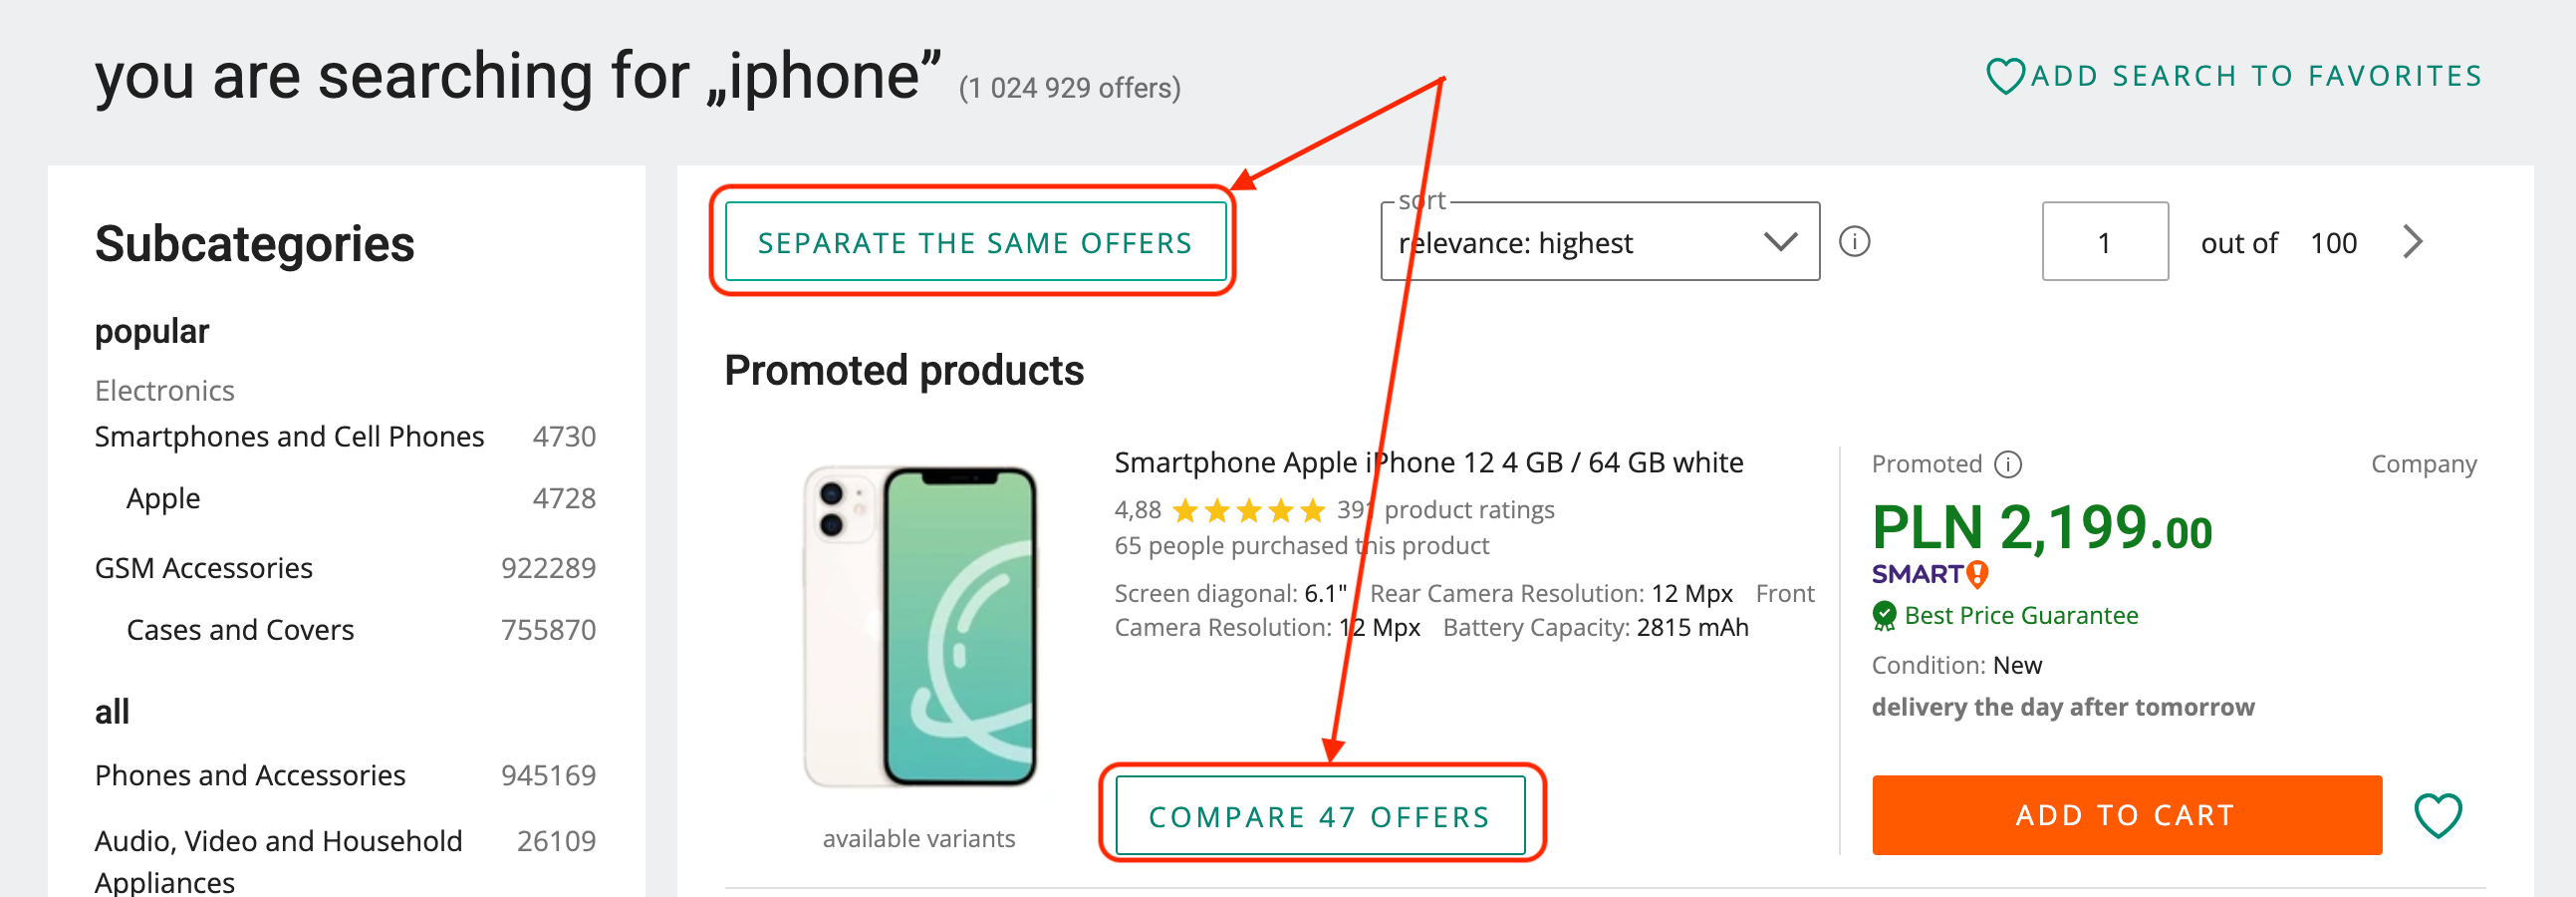 you are searching for „iphone” (1 024 929 offers)
ADD SEARCH TO FAVORITES
Subcategories
popular
Electronics
Smartphones and Cell Phones 4730
Apple 4728
GSM Accessories 922289
Cases and Covers 755870
all
Phones and Accessories 945169
Audio, Video and Household 26109
Appliances
SEPARATE THE SAME OFFERS
sort
relevance: highest
1 out of 100
Promoted products
Smartphone Apple iPhone 12 4 GB / 64 GB white
4,88 391 product ratings
65 people purchased this product
Screen diagonal: 6.1" Rear Camera Resolution: 12 Mpx Front
Camera Resolution: 12 Mpx Battery Capacity: 2815 mAh
available variants
COMPARE 47 OFFERS
Promoted Company
PLN 2,199.00
SMART!
Best Price Guarantee
Condition: New
delivery the day after tomorrow
ADD TO CART